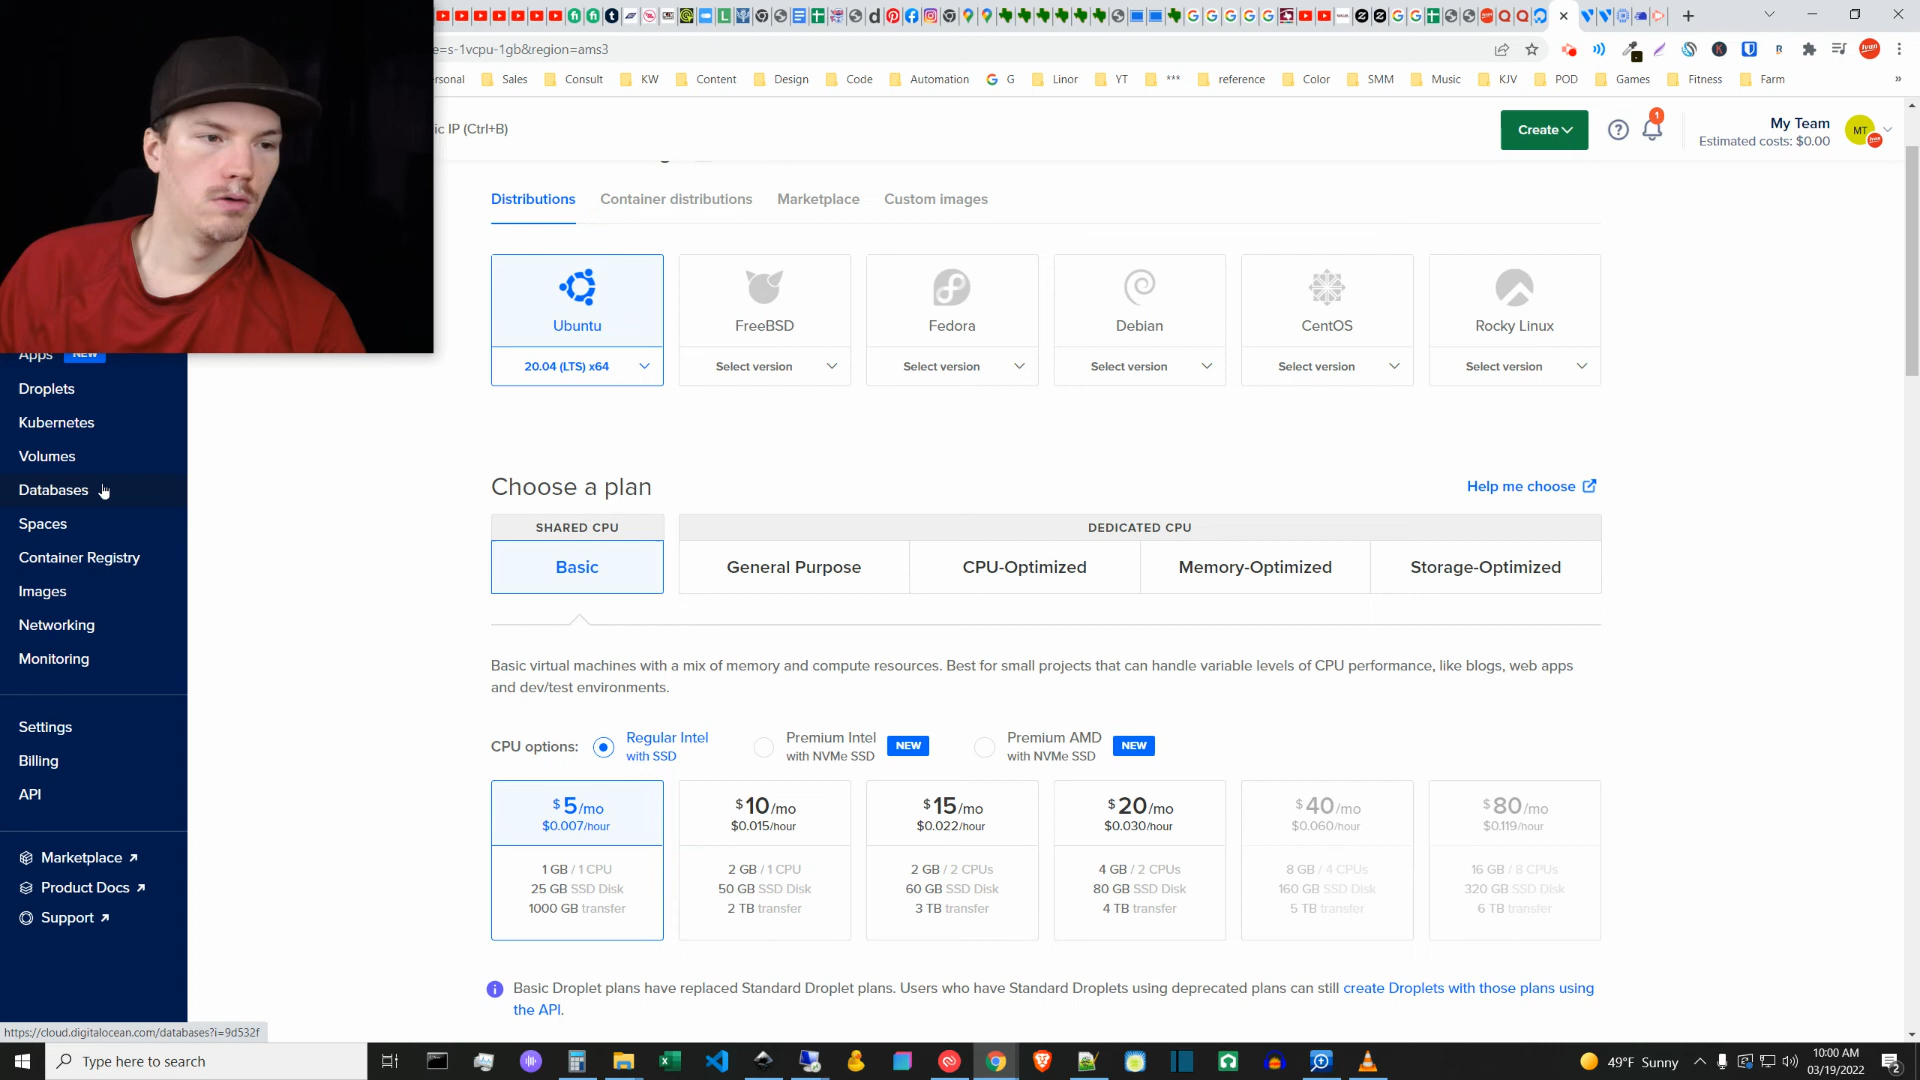 e=s-1vcpu-1gb&region=ams3
ersonal
Sales
Consult
KW
Content
Design
Code
Automation
G
Linor
YT
***
reference
Color
SMM
Music
KJV
POD
Games
Fitness
Farm
»
ic IP (Ctrl+B)
Create
1
My Team
Estimated costs: $0.00
MT
Distributions
Container distributions
Marketplace
Custom images
Ubuntu
FreeBSD
Fedora
Debian
CentOS
Rocky Linux
20.04 (LTS) x64
Select version
Select version
Select version
Select version
Select version
Apps NEW
Droplets
Kubernetes
Volumes
Databases
Spaces
Container Registry
Images
Networking
Monitoring
Settings
Billing
API
Marketplace
Product Docs
Support
https://cloud.digitalocean.com/databases?i=9d532f
Choose a plan
Help me choose
SHARED CPU
DEDICATED CPU
Basic
General Purpose
CPU-Optimized
Memory-Optimized
Storage-Optimized
Basic virtual machines with a mix of memory and compute resources. Best for small projects that can handle variable levels of CPU performance, like blogs, web apps
and dev/test environments.
CPU options:
Regular Intel
with SSD
Premium Intel
with NVMe SSD
NEW
Premium AMD
with NVMe SSD
NEW
$ 5/mo
$0.007/hour
1 GB / 1 CPU
25 GB SSD Disk
1000 GB transfer
$ 10/mo
$0.015/hour
2 GB / 1 CPU
50 GB SSD Disk
2 TB transfer
$ 15/mo
$0.022/hour
2 GB / 2 CPUs
60 GB SSD Disk
3 TB transfer
$ 20/mo
$0.030/hour
4 GB / 2 CPUs
80 GB SSD Disk
4 TB transfer
$ 40/mo
$0.060/hour
8 GB / 4 CPUs
160 GB SSD Disk
5 TB transfer
$ 80/mo
$0.119/hour
16 GB / 8 CPUs
320 GB SSD Disk
6 TB transfer
Basic Droplet plans have replaced Standard Droplet plans. Users who have Standard Droplets using deprecated plans can still create Droplets with those plans using
the API.
Type here to search
49°F Sunny
10:00 AM
03/19/2022
2